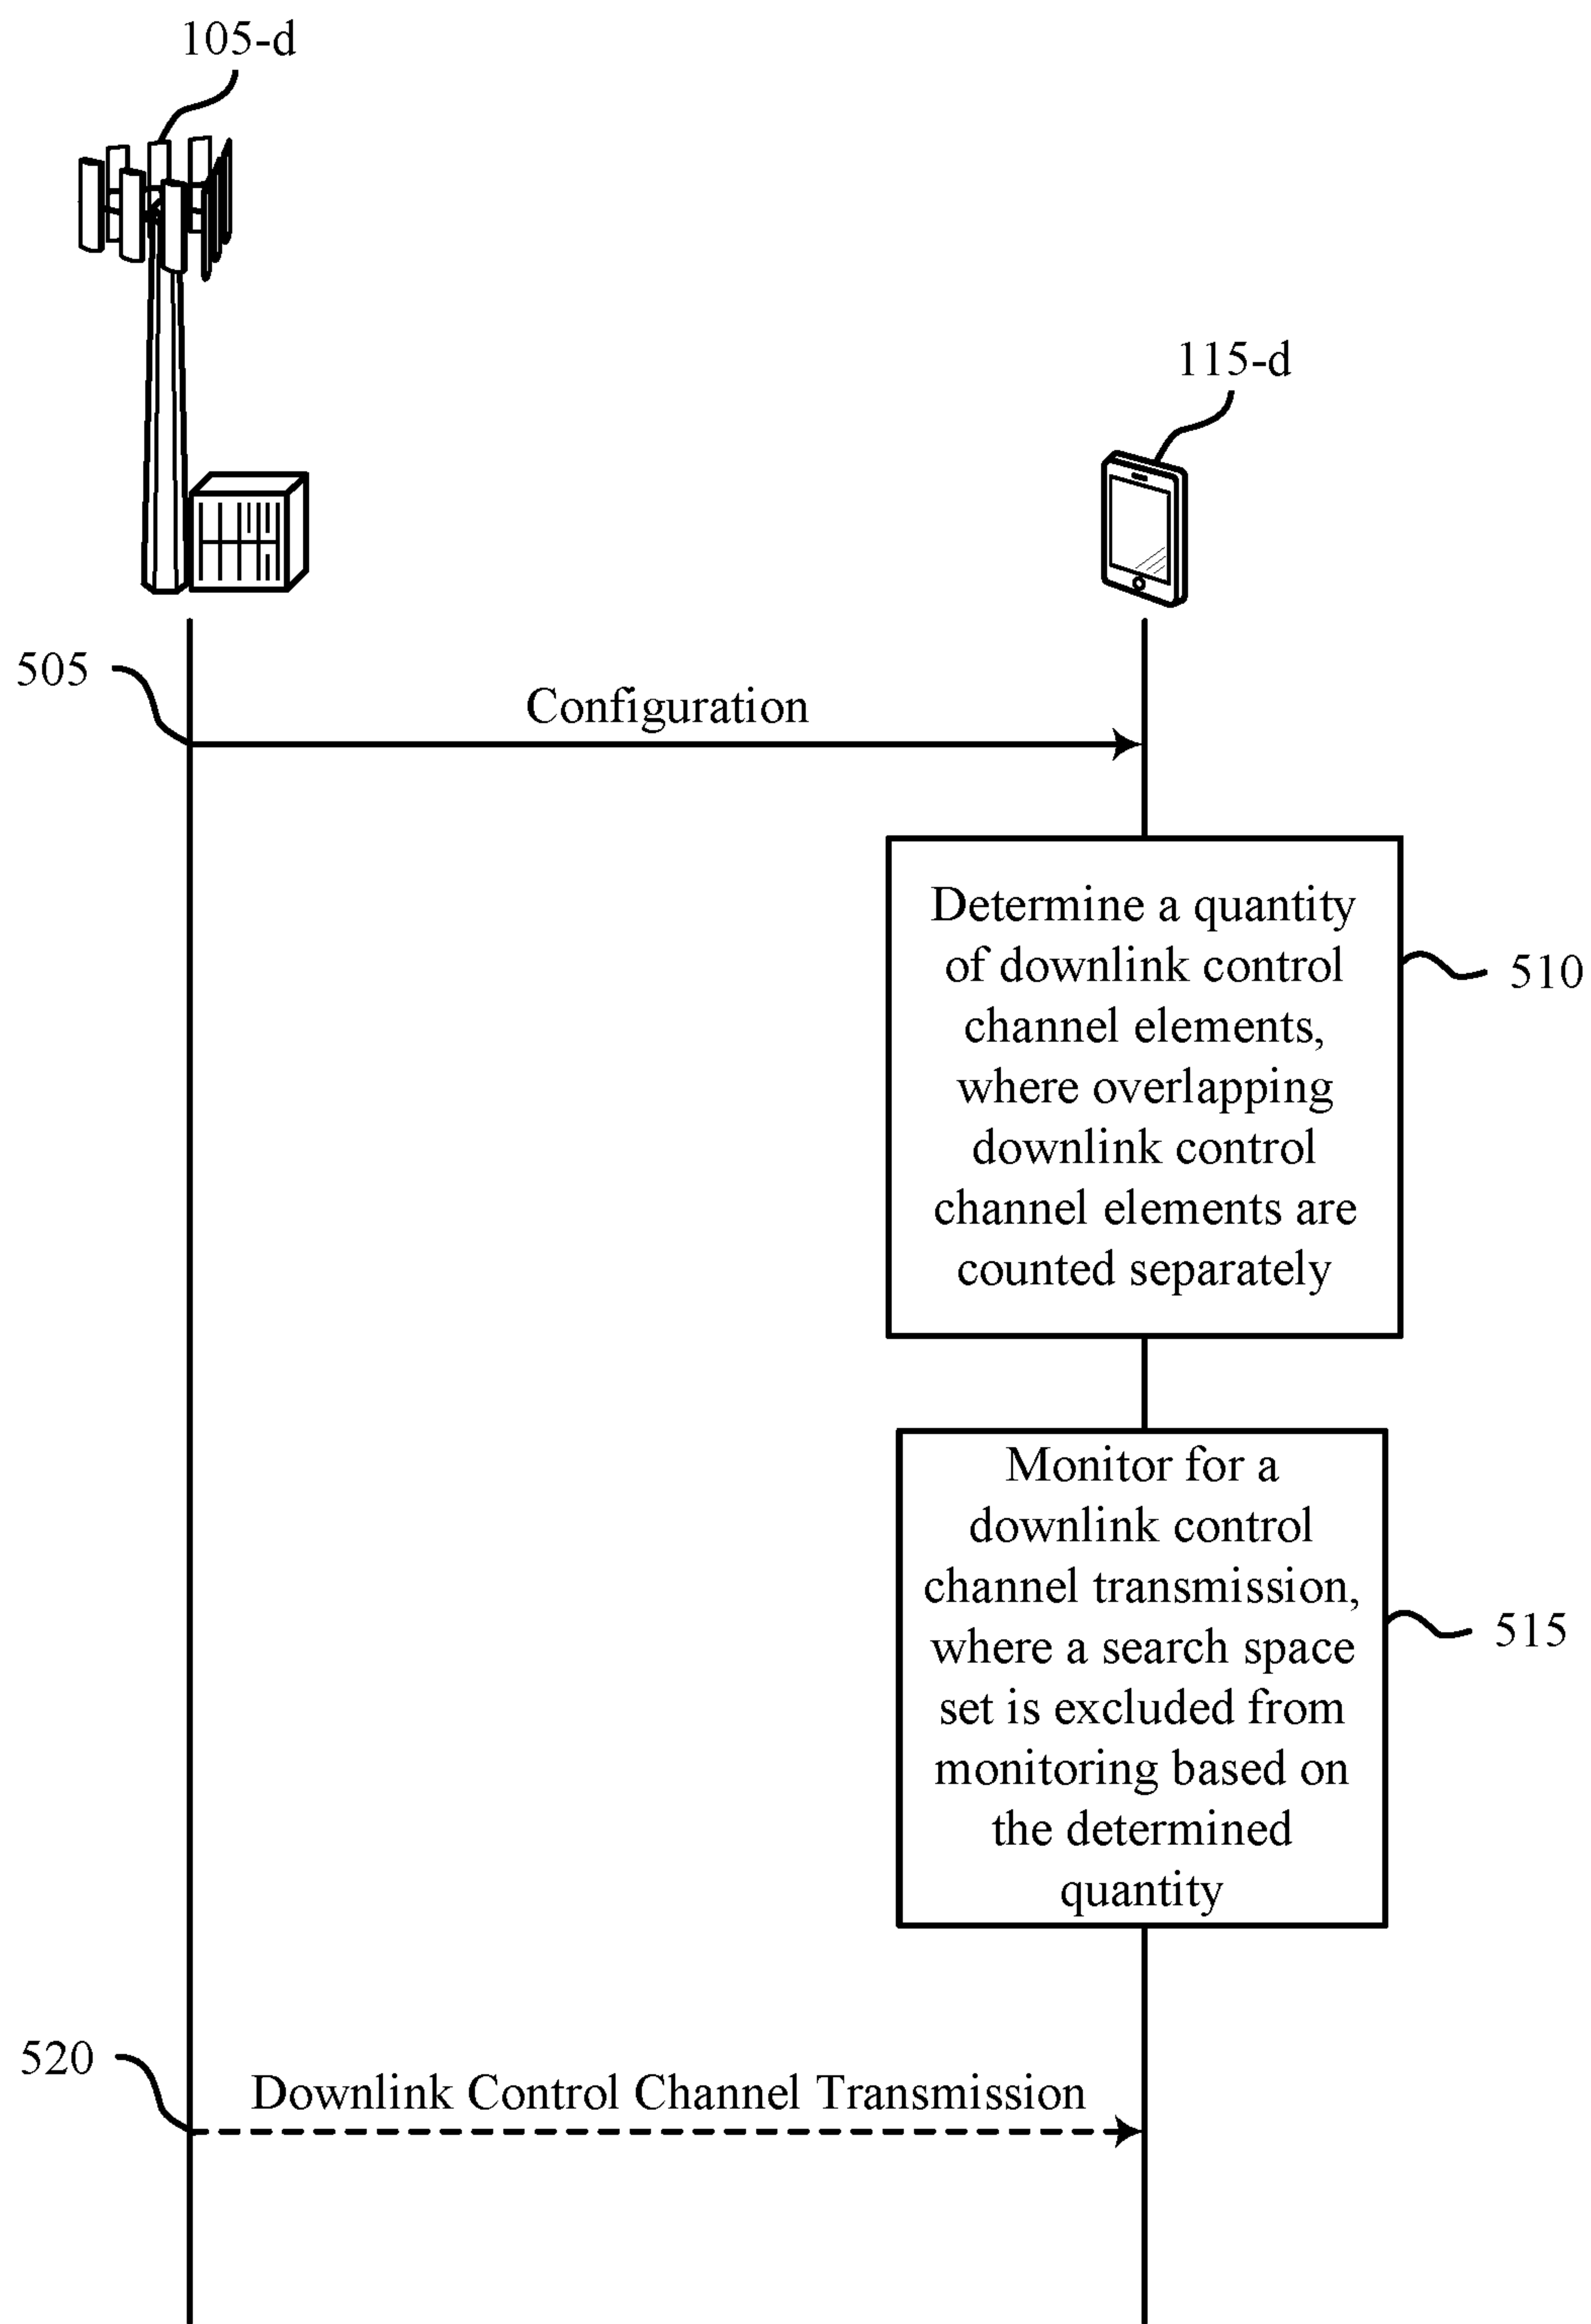 105-d
115-d
505
Configuration
Determine a quantity
of downlink control
channel elements,
where overlapping
downlink control
channel elements are
counted separately
510
Monitor for a
downlink control
channel transmission,
where a search space
set is excluded from
monitoring based on
the determined
quantity
515
520
Downlink Control Channel Transmission